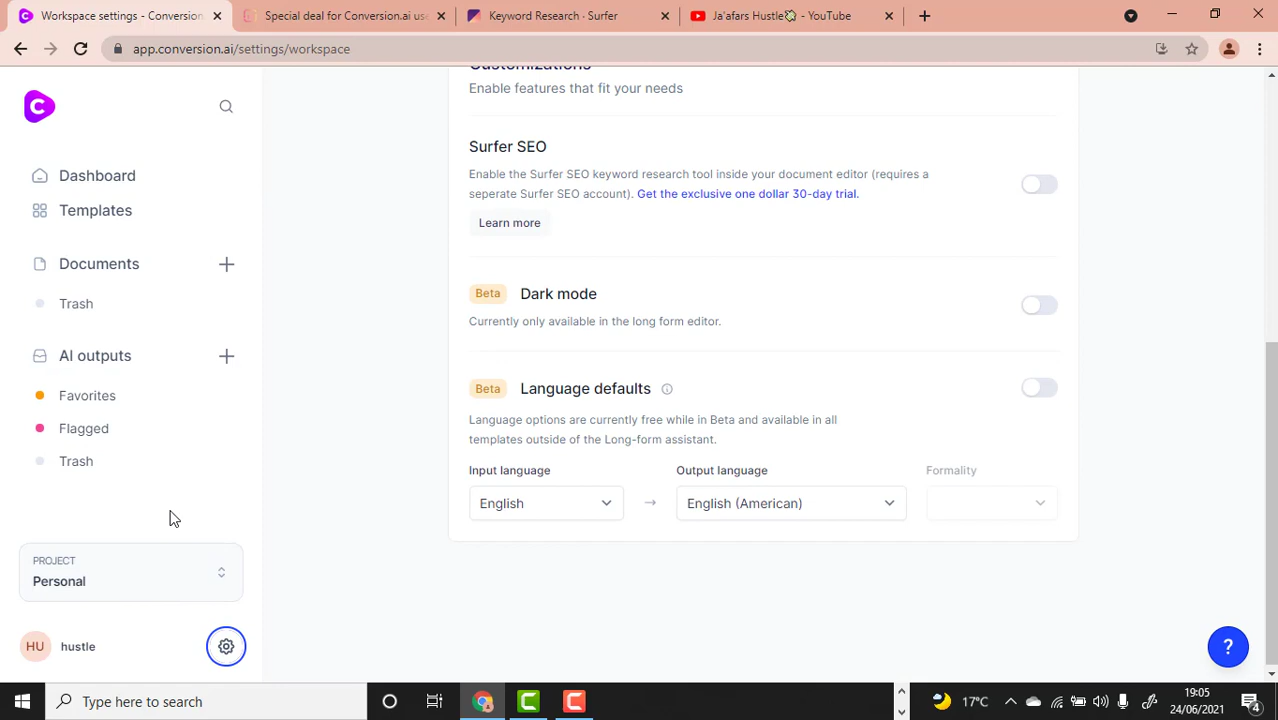 Workspace settings - Conversion
Special deal for Conversion.ai use
Keyword Research · Surfer
Ja'afars Hustle - YouTube
app.conversion.ai/settings/workspace
C
Dashboard
Templates
Documents
Trash
AI outputs
Favorites
Flagged
Trash
PROJECT
Personal
HU hustle
Customizations
Enable features that fit your needs
Surfer SEO
Enable the Surfer SEO keyword research tool inside your document editor (requires a
seperate Surfer SEO account). Get the exclusive one dollar 30-day trial.
Learn more
Beta Dark mode
Currently only available in the long form editor.
Beta Language defaults
Language options are currently free while in Beta and available in all
templates outside of the Long-form assistant.
Input language Output language Formality
English → English (American)
?
Type here to search
17°C
19:05
24/06/2021
4